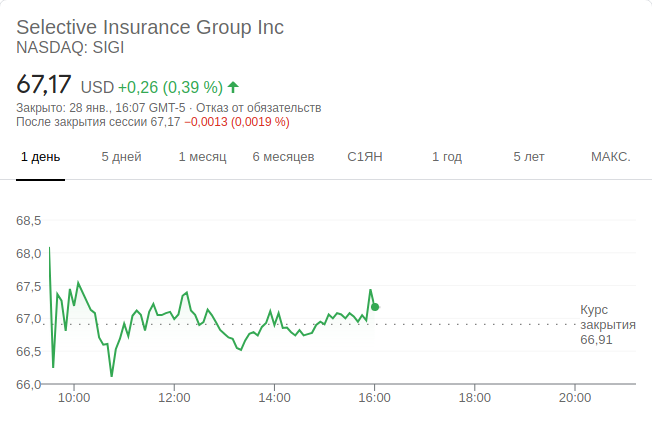 Selective Insurance Group Inc
NASDAQ: SIGI
67,17 USD +0,26 (0,39 %)
Закрыто: 28 янв., 16:07 GMT-5 · Отказ от обязательств
После закрытия сессии 67,17 −0,0013 (0,0019 %)
1 день 5 дней 1 месяц 6 месяцев С1ЯН 1 год 5 лет МАКС.
68,5
68,0
67,5
67,0
66,5
66,0
Курс
закрытия
66,91
10:00 12:00 14:00 16:00 18:00 20:00